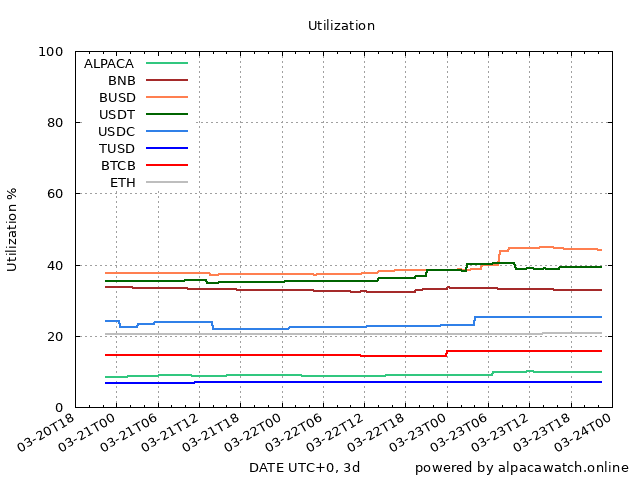 Utilization
Utilization %
100
80
60
40
20
0
ALPACA
BNB
BUSD
USDT
USDC
TUSD
BTCB
ETH
03-20T18
03-21T00
03-21T06
03-21T12
03-21T18
03-22T00
03-22T06
03-22T12
03-22T18
03-23T00
03-23T06
03-23T12
03-23T18
03-24T00
DATE UTC+0, 3d
powered by alpacawatch.online